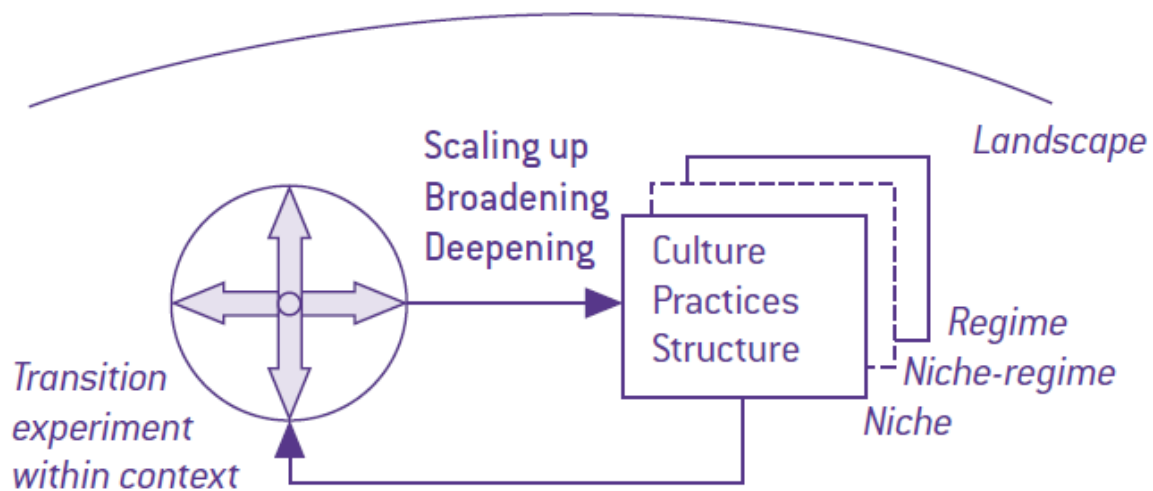 Landscape
Scaling up
Broadening
Deepening
Culture
Practices
Structure
Regime
Niche-regime
Niche
Transition
experiment
within context